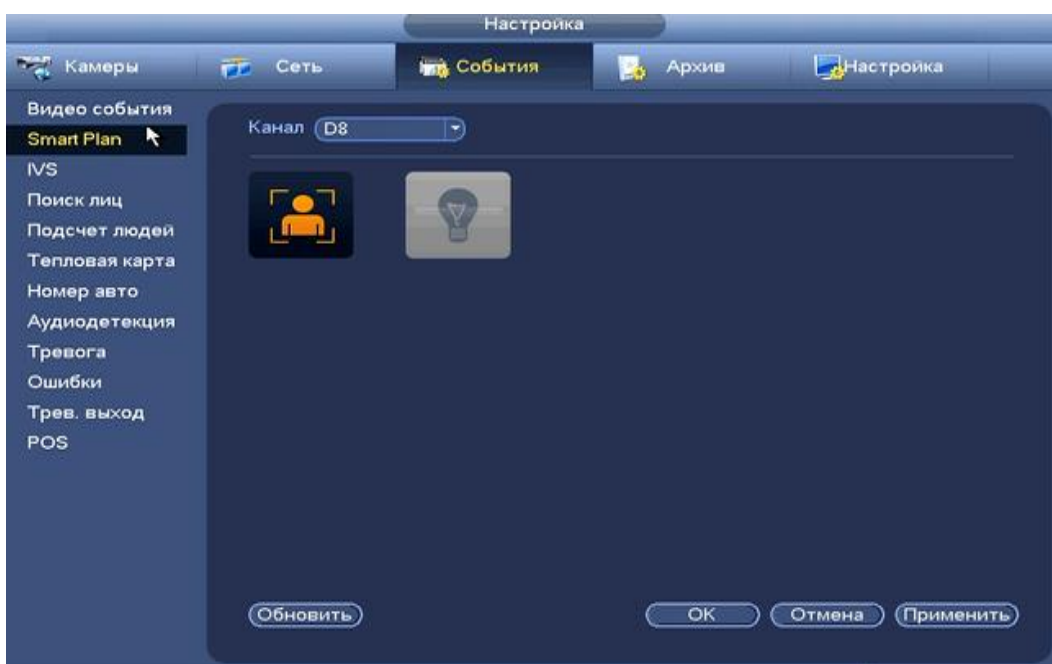 Настройка
Камеры Сеть События Архив Настройка
Видео события
Smart Plan
IVS
Поиск лиц
Подсчет людей
Тепловая карта
Номер авто
Аудиодетекция
Тревога
Ошибки
Трев. выход
POS
Канал D8
Обновить OK Отмена Применить